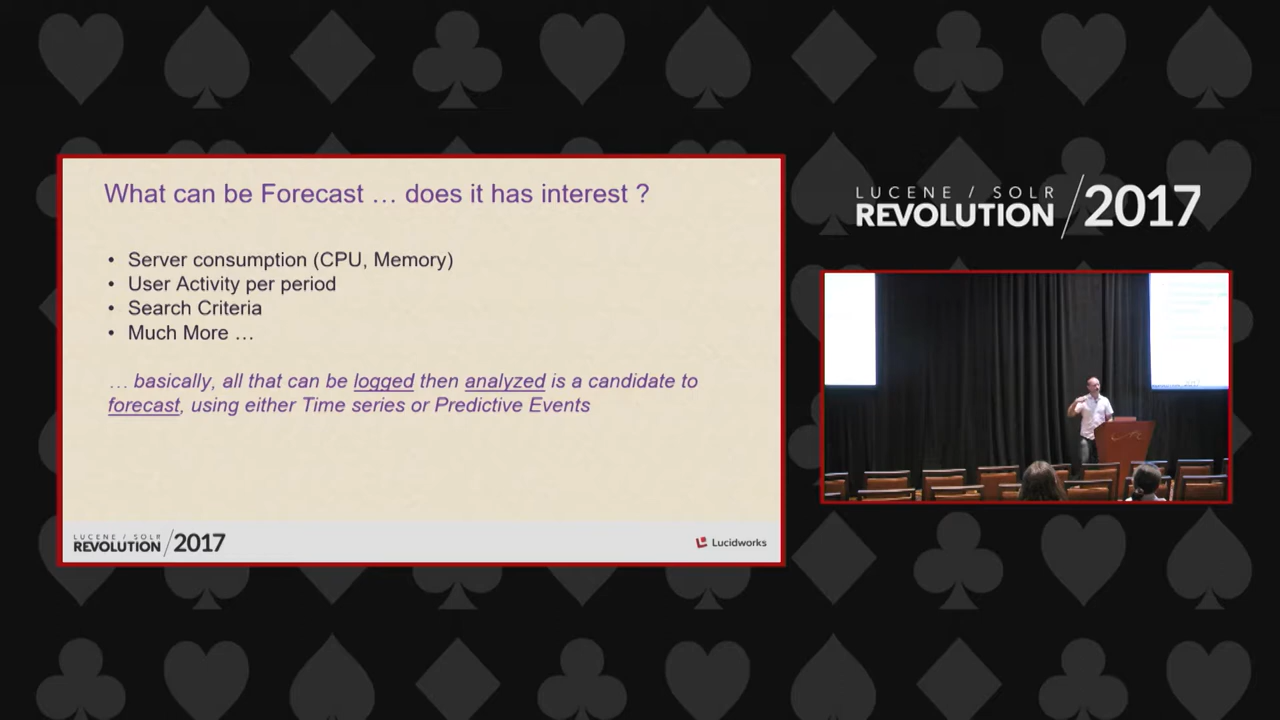 What can be Forecast … does it has interest ?
• Server consumption (CPU, Memory)
• User Activity per period
• Search Criteria
• Much More …
… basically, all that can be logged then analyzed is a candidate to
forecast, using either Time series or Predictive Events
LUCENE / SOLR
REVOLUTION /2017
Lucidworks
LUCENE / SOLR
REVOLUTION /2017